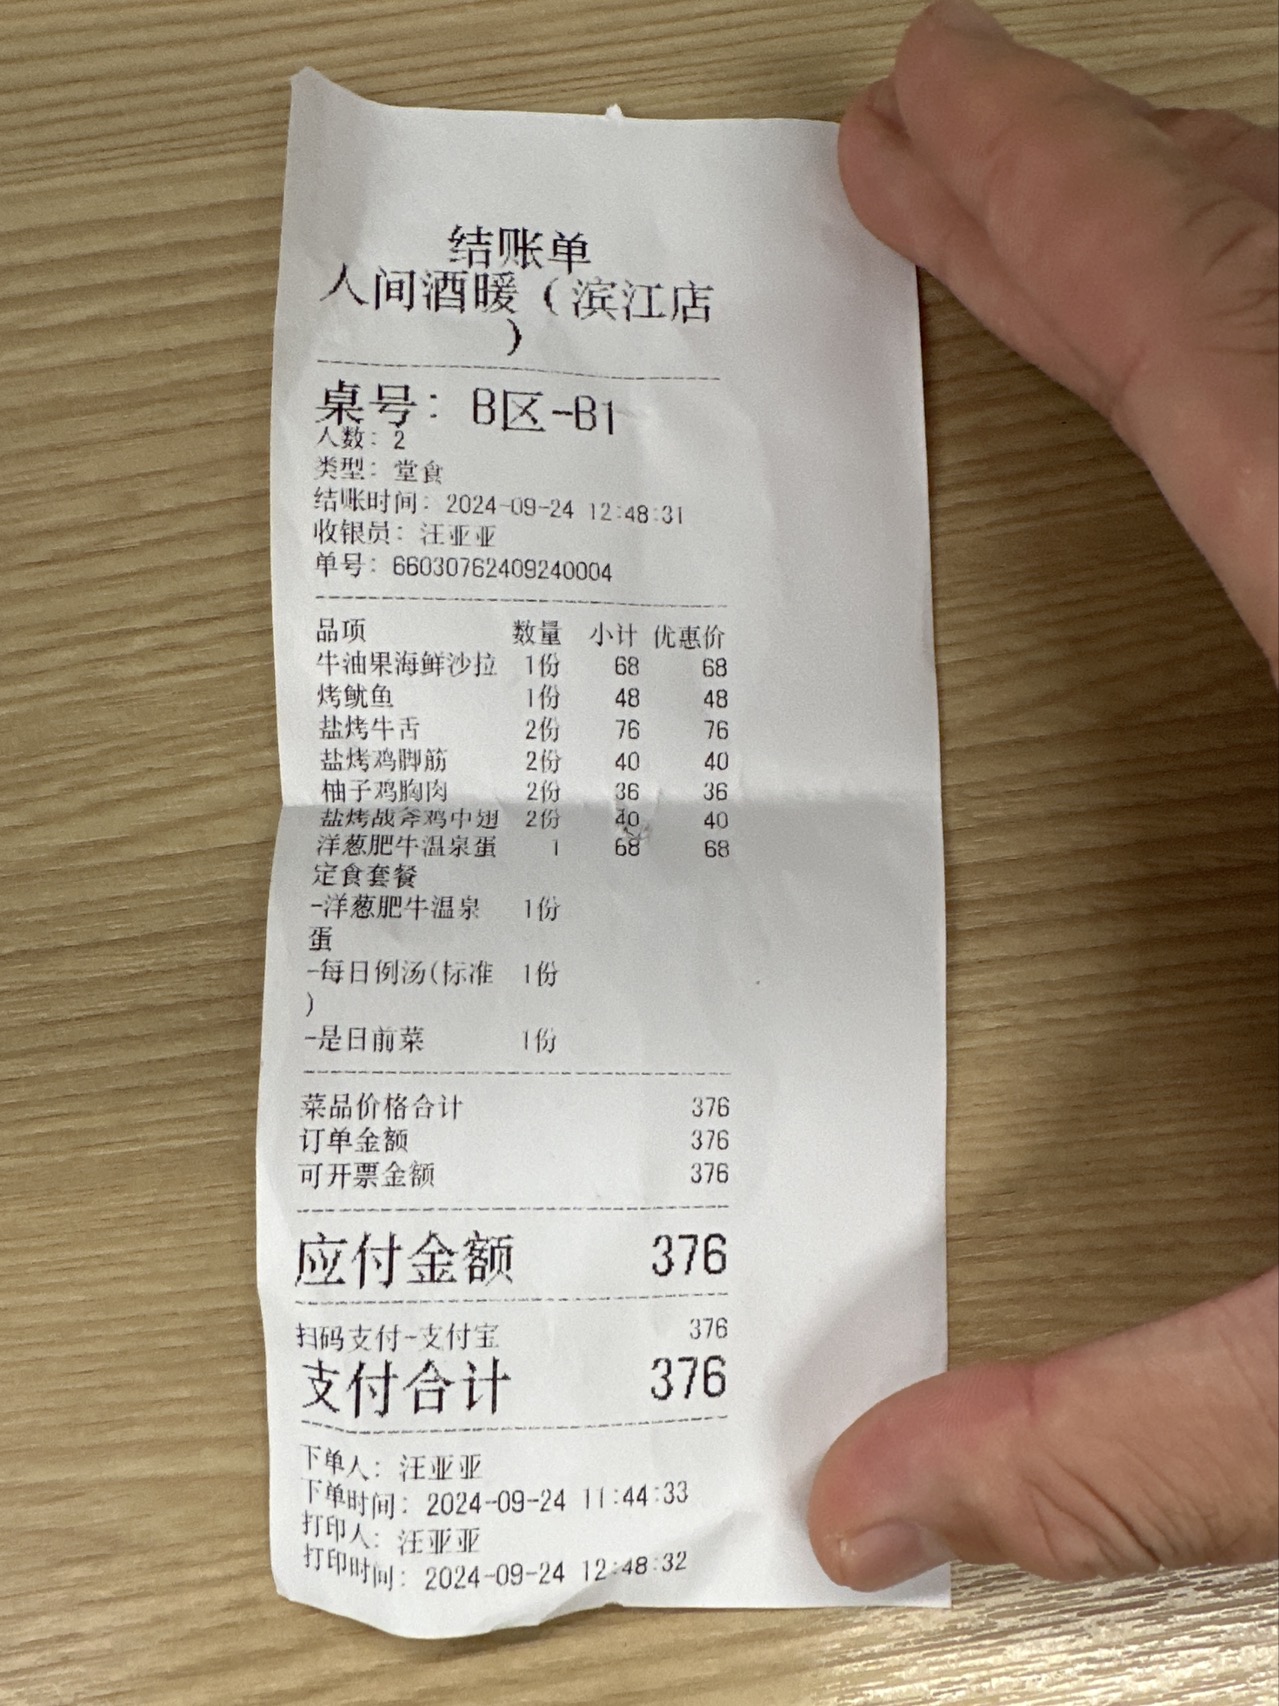 结账单
人间酒暖（滨江店
）
桌号：B区-B1
人数：2
类型：堂食
结账时间：2024-09-24 12:48:31
收银员：汪亚亚
单号：660307624092400​04
品项 数量 小计 优惠价
牛油果海鲜沙拉 1份 68 68
烤鱿鱼 1份 48 48
盐烤牛舌 2份 76 76
盐烤鸡脚筋 2份 40 40
柚子鸡胸肉 2份 36 36
盐烤战斧鸡中翅 2份 40 40
洋葱肥牛温泉蛋 1 68 68
定食套餐
-洋葱肥牛温泉 1份
蛋
-每日例汤(标准 1份
)
-是日前菜 1份
菜品价格合计 376
订单金额 376
可开票金额 376
应付金额 376
扫码支付-支付宝 376
支付合计 376
下单人：汪亚亚
下单时间：2024-09-24 11:44:33
打印人：汪亚亚
打印时间：2024-09-24 12:48:32